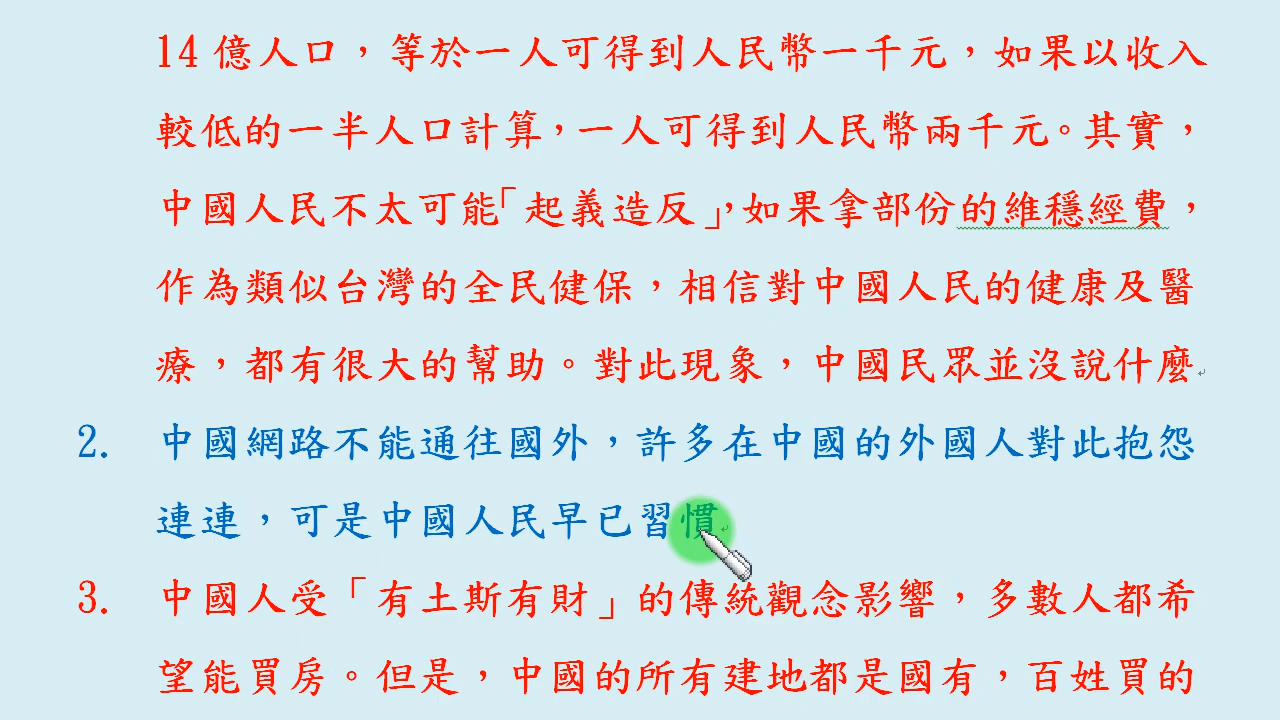 14 億人口，等於一人可得到人民幣一千元，如果以收入
較低的一半人口計算，一人可得到人民幣兩千元。其實，
中國人民不太可能「起義造反」，如果拿部份的維穩經費，
作為類似台灣的全民健保，相信對中國人民的健康及醫
療，都有很大的幫助。對此現象，中國民眾並沒說什麼
2. 中國網路不能通往國外，許多在中國的外國人對此抱怨
連連，可是中國人民早已習慣
3. 中國人受「有土斯有財」的傳統觀念影響，多數人都希
望能買房。但是，中國的所有建地都是國有，百姓買的